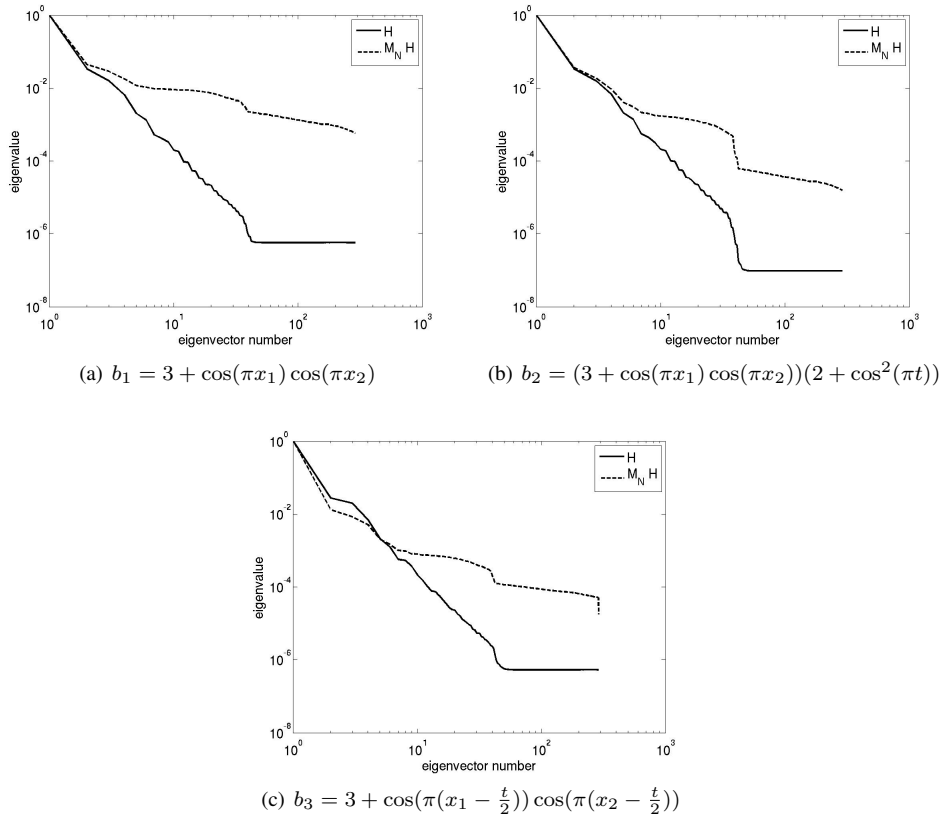 10^0
10^-2
10^-4
10^-6
10^-8
eigenvalue
10^0 10^1 10^2 10^3
eigenvector number
H
M_N H
(a) b_1 = 3 + cos(πx_1) cos(πx_2)
10^0
10^-2
10^-4
10^-6
10^-8
eigenvalue
10^0 10^1 10^2 10^3
eigenvector number
H
M_N H
(b) b_2 = (3 + cos(πx_1) cos(πx_2))(2 + cos^2(πt))
10^0
10^-2
10^-4
10^-6
10^-8
eigenvalue
10^0 10^1 10^2 10^3
eigenvector number
H
M_N H
(c) b_3 = 3 + cos(π(x_1 − t/2)) cos(π(x_2 − t/2))